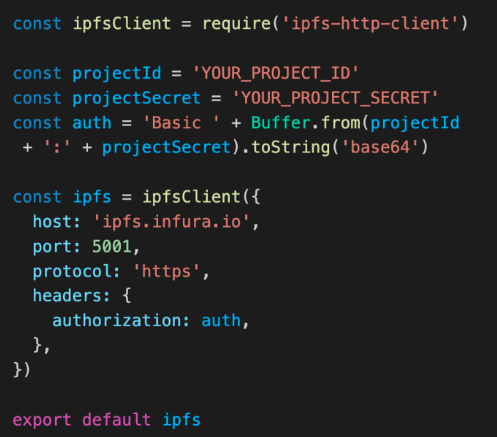 const ipfsClient = require('ipfs-http-client')
const projectId = 'YOUR_PROJECT_ID'
const projectSecret = 'YOUR_PROJECT_SECRET'
const auth = 'Basic ' + Buffer.from(projectId
+ ':' + projectSecret).toString('base64')
const ipfs = ipfsClient({
host: 'ipfs.infura.io',
port: 5001,
protocol: 'https',
headers: {
authorization: auth,
},
})
export default ipfs